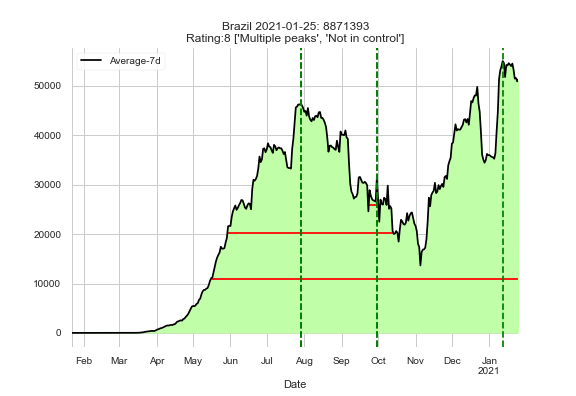 Brazil 2021-01-25: 8871393
Rating:8 ['Multiple peaks', 'Not in control']
Average-7d
50000
40000
30000
20000
10000
0
Feb Mar Apr May Jun Jul Aug Sep Oct Nov Dec Jan
2021
Date